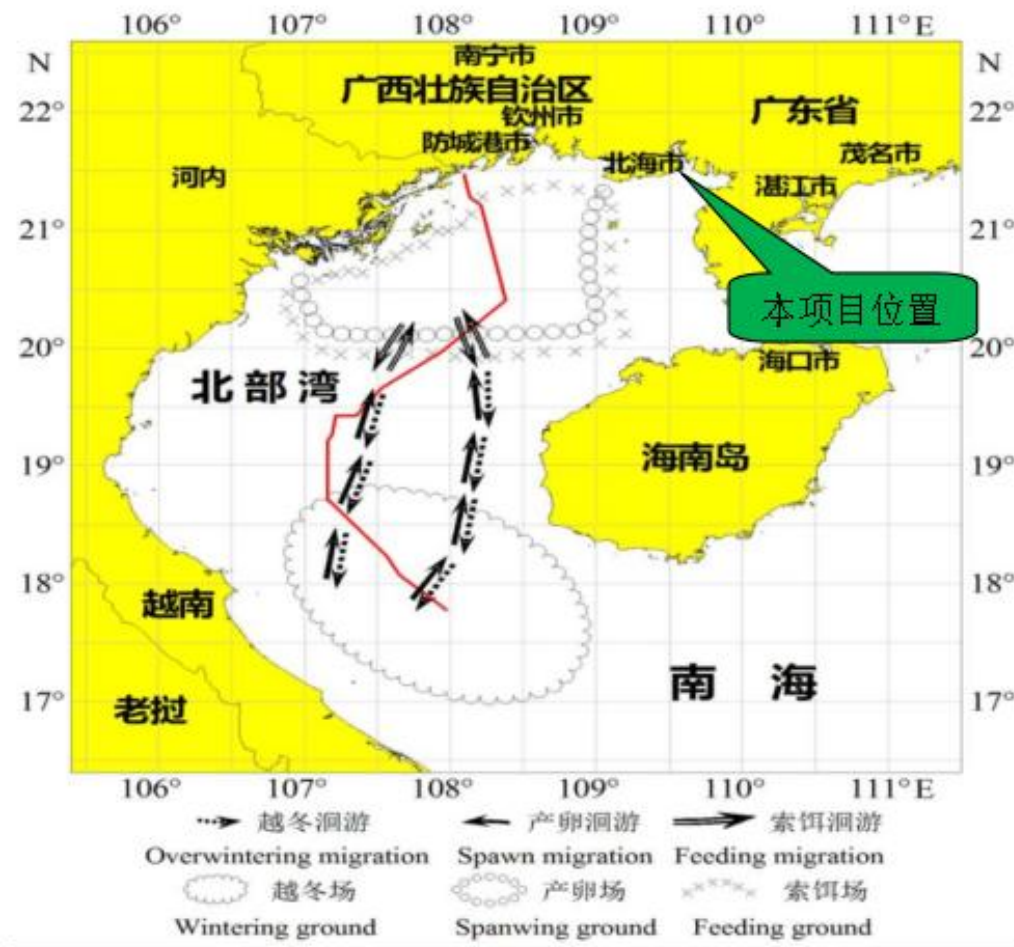 106° 107° 108° 109° 110° 111°E
N N
南宁市
广西壮族自治区
广东省
22° 22°
钦州市
防城港市
北海市
茂名市
河内
湛江市
21° 21°
本项目位置
20° 20°
海口市
北部湾
19° 19°
海南岛
18° 18°
越南
南 海
17° 17°
老挝
106° 107° 108° 109° 110° 111°E
越冬洄游 产卵洄游 索饵洄游
Overwintering migration Spawn migration Feeding migration
越冬场 产卵场 索饵场
Wintering ground Spanwing ground Feeding ground